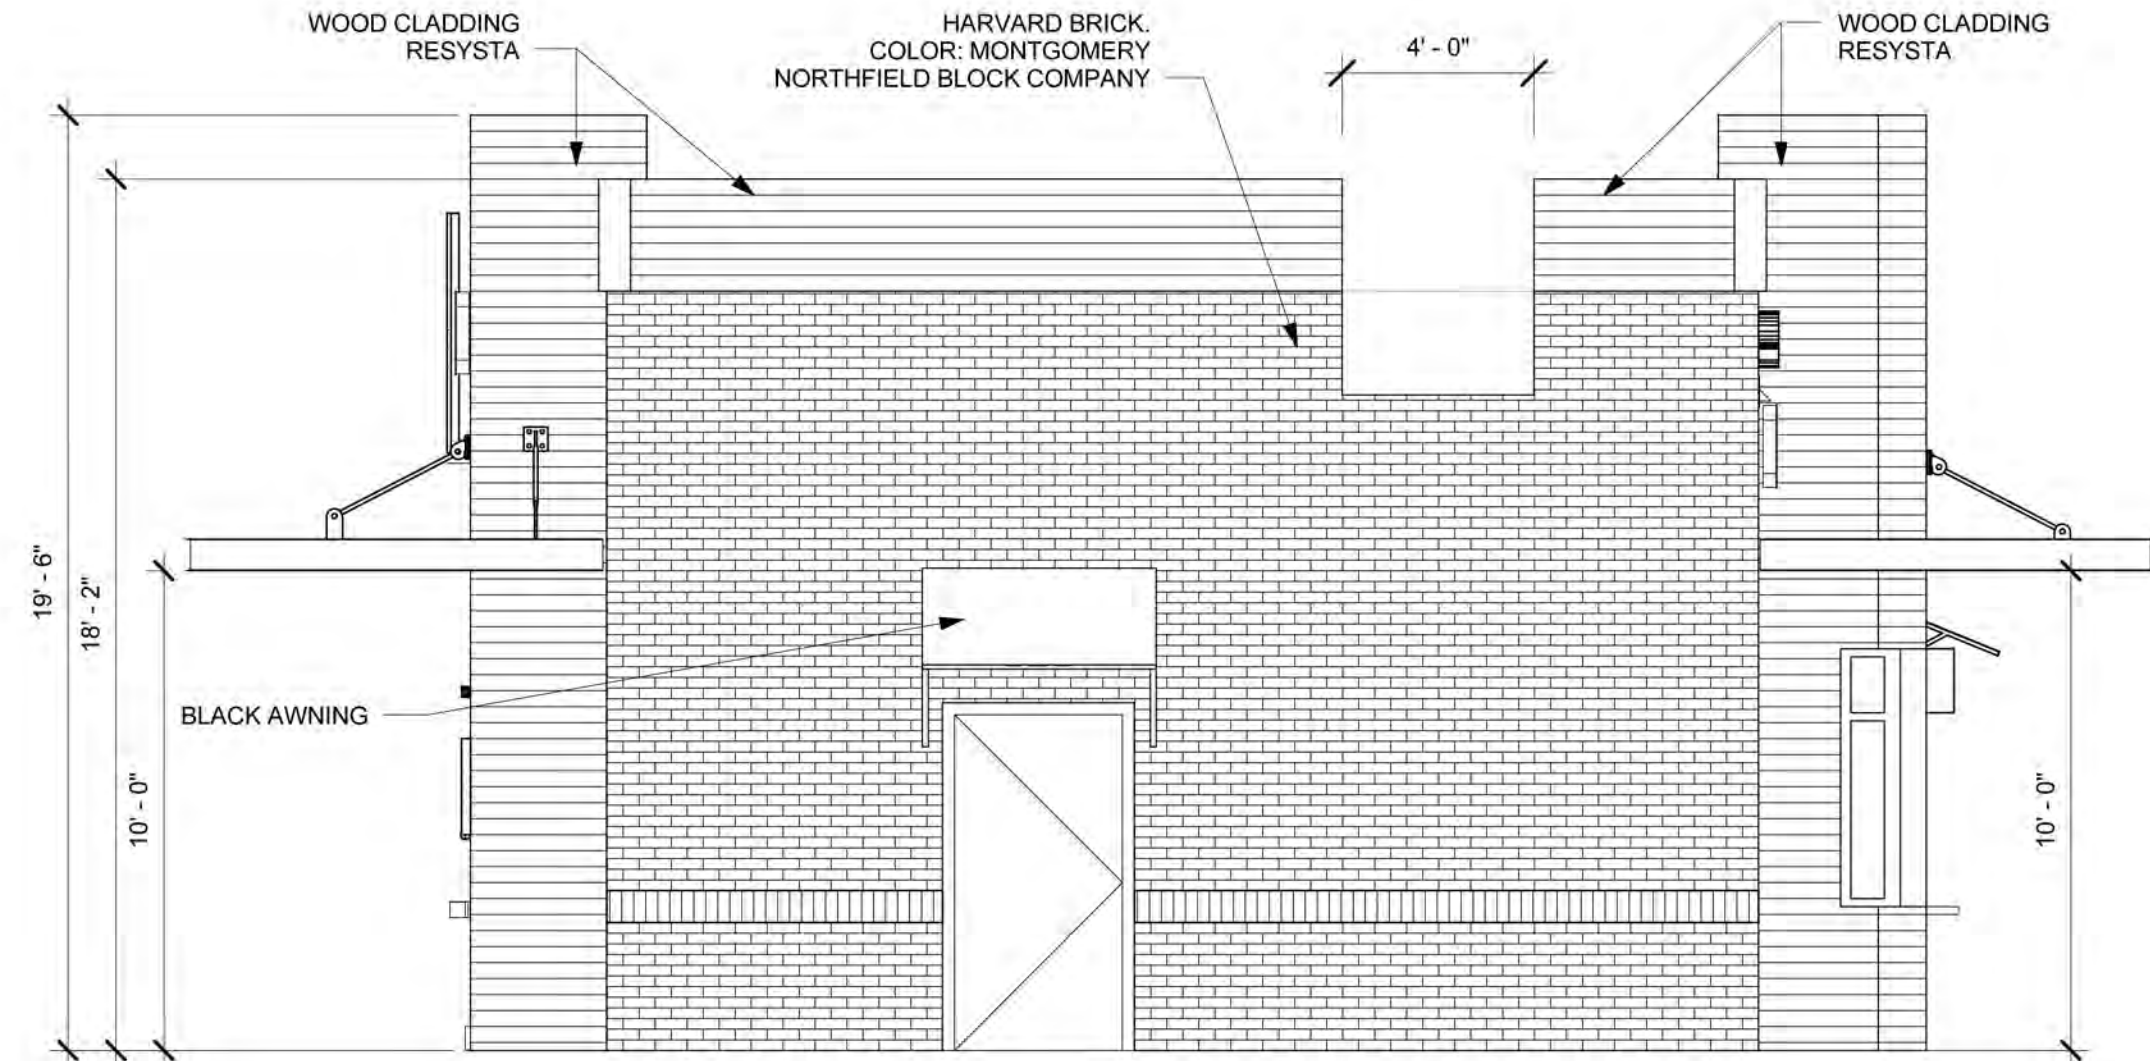 WOOD CLADDING
RESYSTA
HARVARD BRICK.
COLOR: MONTGOMERY
NORTHFIELD BLOCK COMPANY
4' - 0"
WOOD CLADDING
RESYSTA
19' - 6"
18' - 2"
10' - 0"
BLACK AWNING
10' - 0"